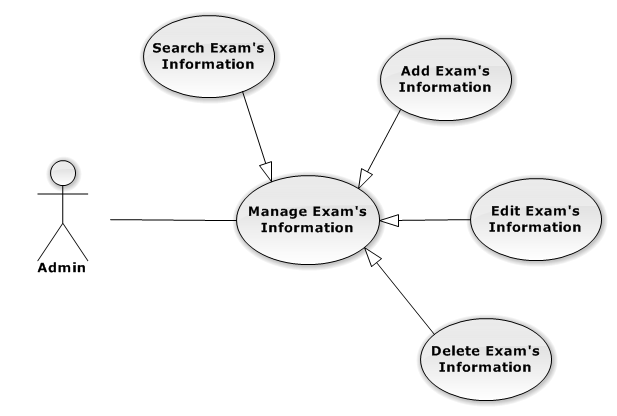 Search Exam's
Information
Add Exam's
Information
Manage Exam's
Information
Edit Exam's
Information
Admin
Delete Exam's
Information